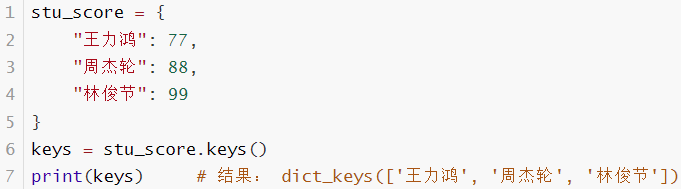 1 stu_score = {
2     "王力鸿": 77,
3     "周杰轮": 88,
4     "林俊节": 99
5 }
6 keys = stu_score.keys()
7 print(keys)     # 结果: dict_keys(['王力鸿', '周杰轮', '林俊节'])